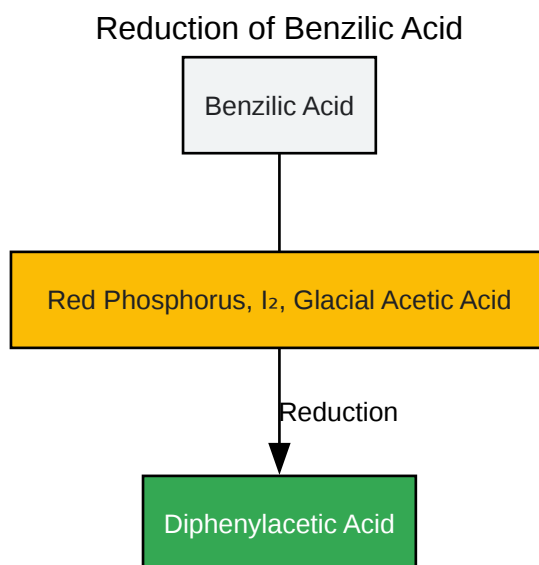 Reduction of Benzilic Acid
Benzilic Acid
Red Phosphorus, I₂, Glacial Acetic Acid
Reduction
Diphenylacetic Acid